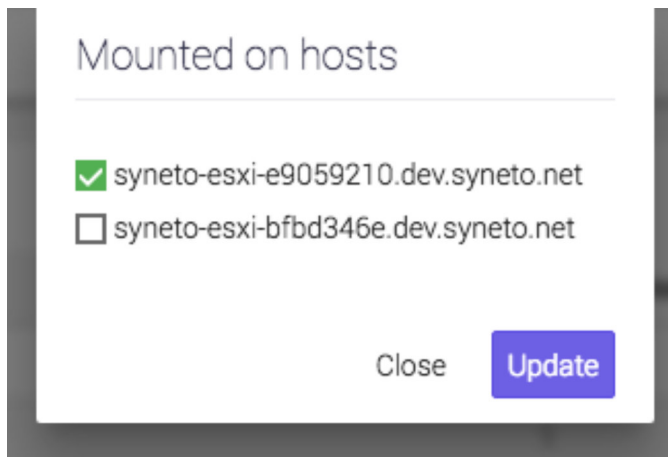 Mounted on hosts
syneto-esxi-e9059210.dev.syneto.net
syneto-esxi-bfbd346e.dev.syneto.net
Close
Update